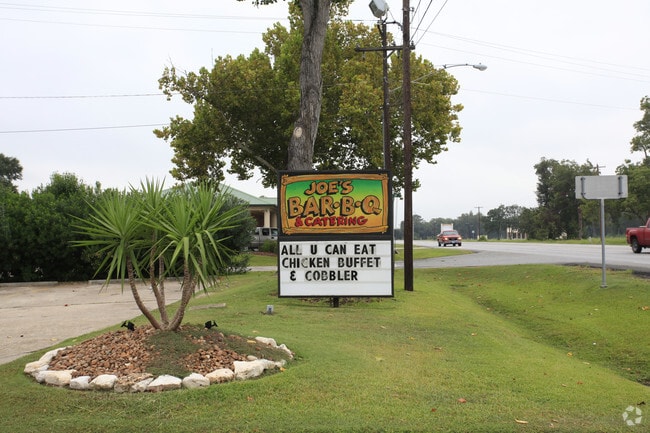 JOE'S
BAR·B·Q
& CATERING
ALL U CAN EAT
CHICKEN BUFFET
& COBBLER